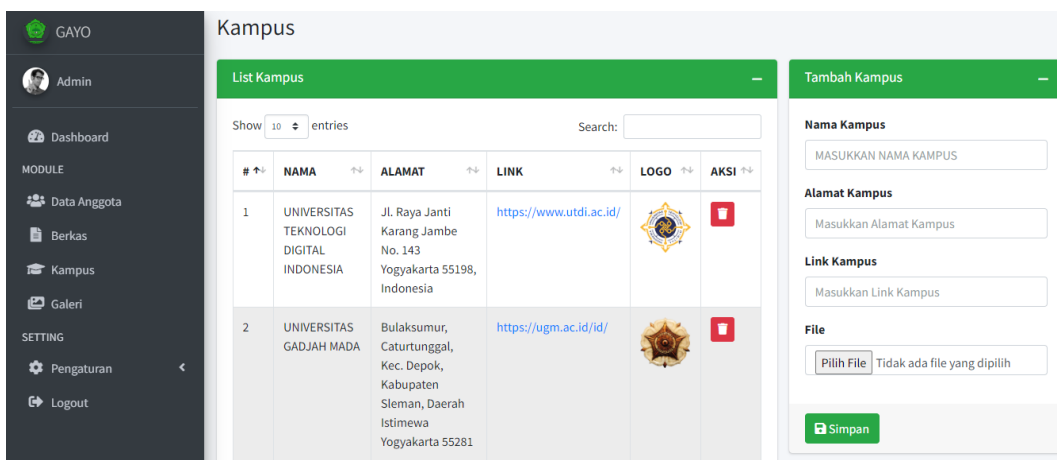 GAYO
Admin
Dashboard
MODULE
Data Anggota
Berkas
Kampus
Galeri
SETTING
Pengaturan
Logout
Kampus
List Kampus
Show 10 entries
Search:
# NAMA ALAMAT LINK LOGO AKSI
1 UNIVERSITAS Jl. Raya Janti https://www.utdi.ac.id/
TEKNOLOGI Karang Jambe
DIGITAL No. 143
INDONESIA Yogyakarta 55198,
Indonesia
2 UNIVERSITAS Bulaksumur, https://ugm.ac.id/id/
GADJAH MADA Caturtunggal,
Kec. Depok,
Kabupaten
Sleman, Daerah
Istimewa
Yogyakarta 55281
Tambah Kampus
Nama Kampus
MASUKKAN NAMA KAMPUS
Alamat Kampus
Masukkan Alamat Kampus
Link Kampus
Masukkan Link Kampus
File
Pilih File Tidak ada file yang dipilih
Simpan